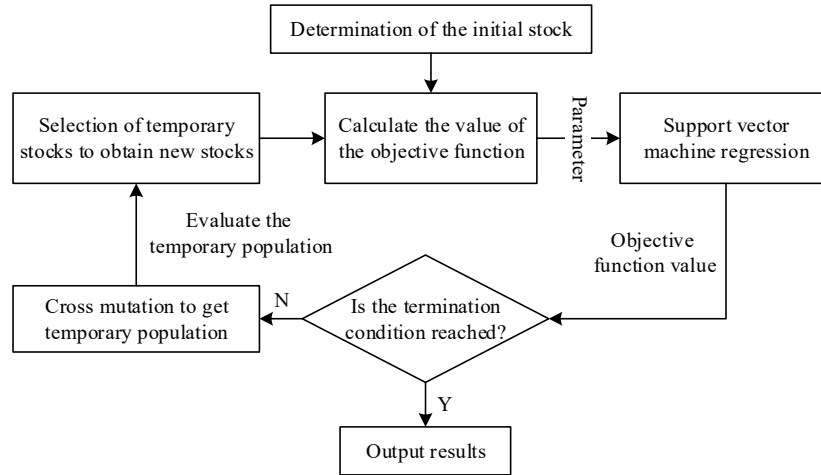 Determination of the initial stock
Selection of temporary
stocks to obtain new stocks
Calculate the value of
the objective function
Parameter
Support vector
machine regression
Evaluate the
temporary population
Objective
function value
Cross mutation to get
temporary population
N
Is the termination
condition reached?
Y
Output results